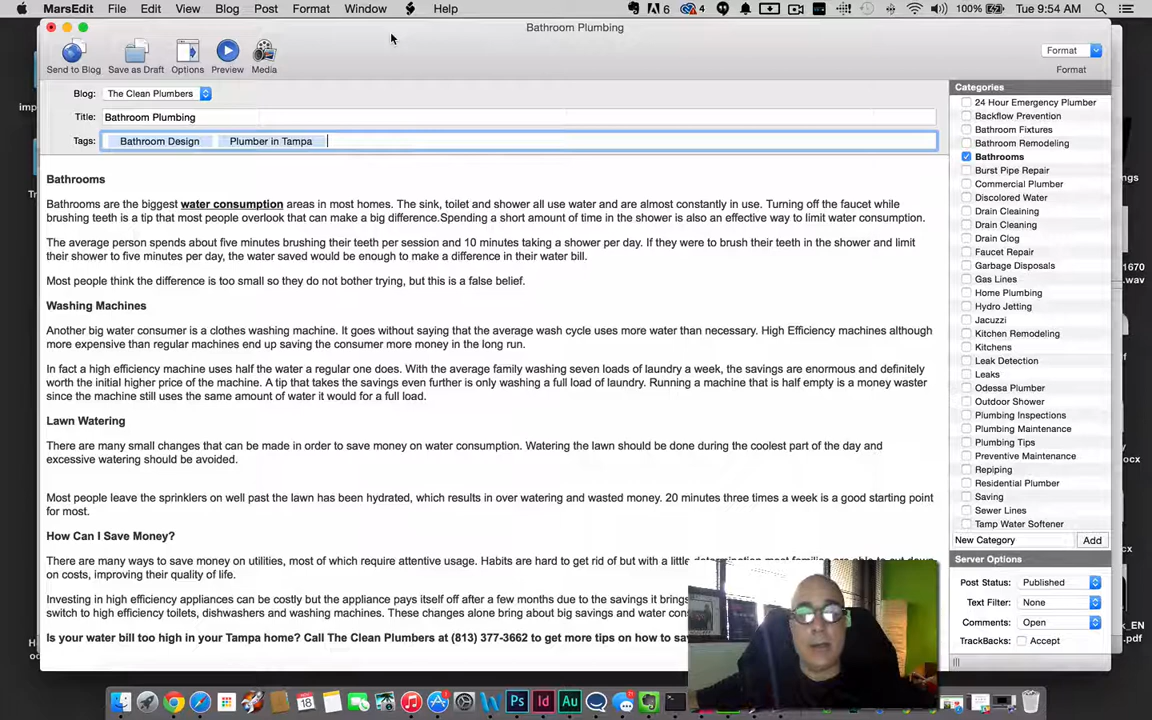 MarsEdit File Edit View Blog Post Format Window Help 6 4 100% Tue 9:54 AM
Bathroom Plumbing
Send to Blog Save as Draft Options Preview Media
Format
Format
Blog: The Clean Plumbers
Title: Bathroom Plumbing
Tags: Bathroom Design Plumber in Tampa
Bathrooms
Bathrooms are the biggest water consumption areas in most homes. The sink, toilet and shower all use water and are almost constantly in use. Turning off the faucet while
brushing teeth is a tip that most people overlook that can make a big difference.Spending a short amount of time in the shower is also an effective way to limit water consumption.
The average person spends about five minutes brushing their teeth per session and 10 minutes taking a shower per day. If they were to brush their teeth in the shower and limit
their shower to five minutes per day, the water saved would be enough to make a difference in their water bill.
Most people think the difference is too small so they do not bother trying, but this is a false belief.
Washing Machines
Another big water consumer is a clothes washing machine. It goes without saying that the average wash cycle uses more water than necessary. High Efficiency machines although
more expensive than regular machines end up saving the consumer more money in the long run.
In fact a high efficiency machine uses half the water a regular one does. With the average family washing seven loads of laundry a week, the savings are enormous and definitely
worth the initial higher price of the machine. A tip that takes the savings even further is only washing a full load of laundry. Running a machine that is half empty is a money waster
since the machine still uses the same amount of water it would for a full load.
Lawn Watering
There are many small changes that can be made in order to save money on water consumption. Watering the lawn should be done during the coolest part of the day and
excessive watering should be avoided.
Most people leave the sprinklers on well past the lawn has been hydrated, which results in over watering and wasted money. 20 minutes three times a week is a good starting point
for most.
How Can I Save Money?
There are many ways to save money on utilities, most of which require attentive usage. Habits are hard to get rid of but with a little
on costs, improving their quality of life.
Investing in high efficiency appliances can be costly but the appliance pays itself off after a few months due to the savings it brings
switch to high efficiency toilets, dishwashers and washing machines. These changes alone bring about big savings and water
Is your water bill too high in your Tampa home? Call The Clean Plumbers at (813) 377-3662 to get more tips on how to
Categories
24 Hour Emergency Plumber
Backflow Prevention
Bathroom Fixtures
Bathroom Remodeling
Bathrooms
Burst Pipe Repair
Commercial Plumber
Discolored Water
Drain Cleaining
Drain Cleaning
Drain Clog
Faucet Repair
Garbage Disposals
Gas Lines
Home Plumbing
Hydro Jetting
Jacuzzi
Kitchen Remodeling
Kitchens
Leak Detection
Leaks
Odessa Plumber
Outdoor Shower
Plumbing Inspections
Plumbing Maintenance
Plumbing Tips
Preventive Maintenance
Repiping
Residential Plumber
Saving
Sewer Lines
Tamp Water Softener
New Category Add
Server Options
Post Status: Published
Text Filter: None
Comments: Open
TrackBacks: Accept
1670
.wav
.pdf
18 Ps Id Au